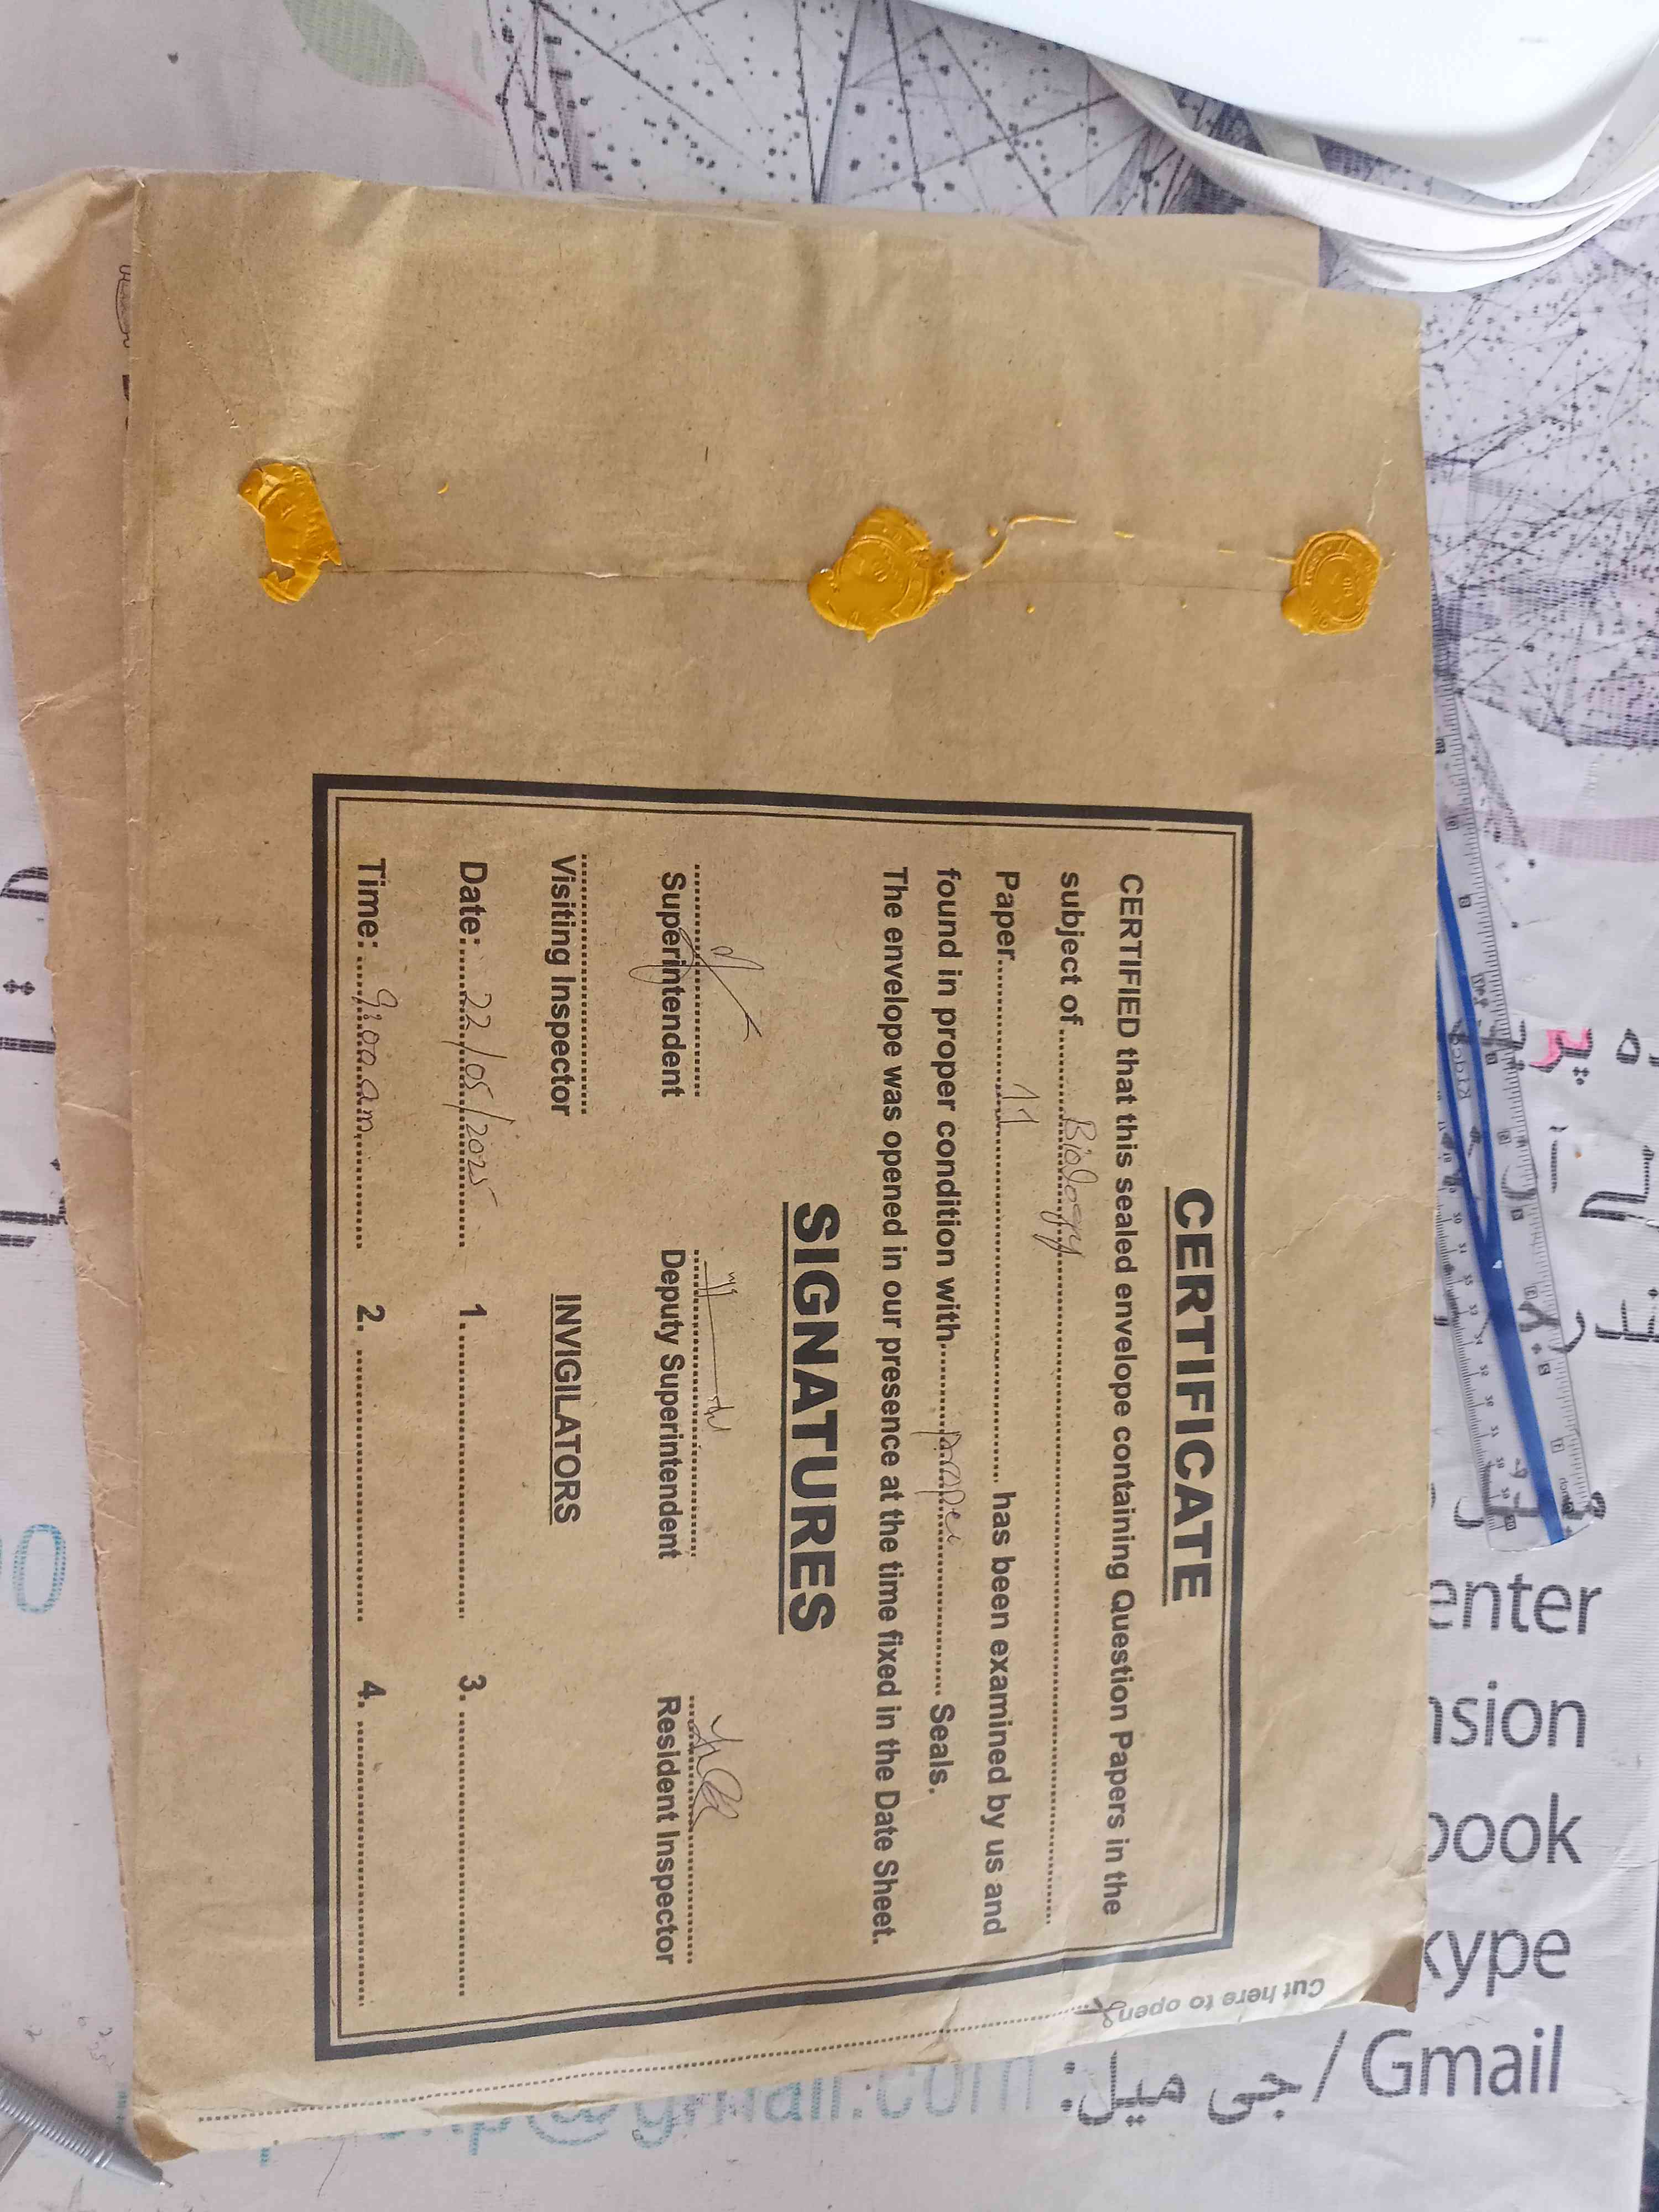 CERTIFICATE
CERTIFIED that this sealed envelope containing Question Papers in the
subject of........Biology........
Paper........11........ has been examined by us and
found in proper condition with........proper........ Seals.
The envelope was opened in our presence at the time fixed in the Date Sheet.
SIGNATURES
Superintendent
Deputy Superintendent
Resident Inspector
Visiting Inspector
INVIGILATORS
Date:........22/05/2025........
1.
3.
Time:........9:00 am........
2.
4.
Cut here to open
enter
nsion
book
kype
جی میل: / Gmail
@gmail.com